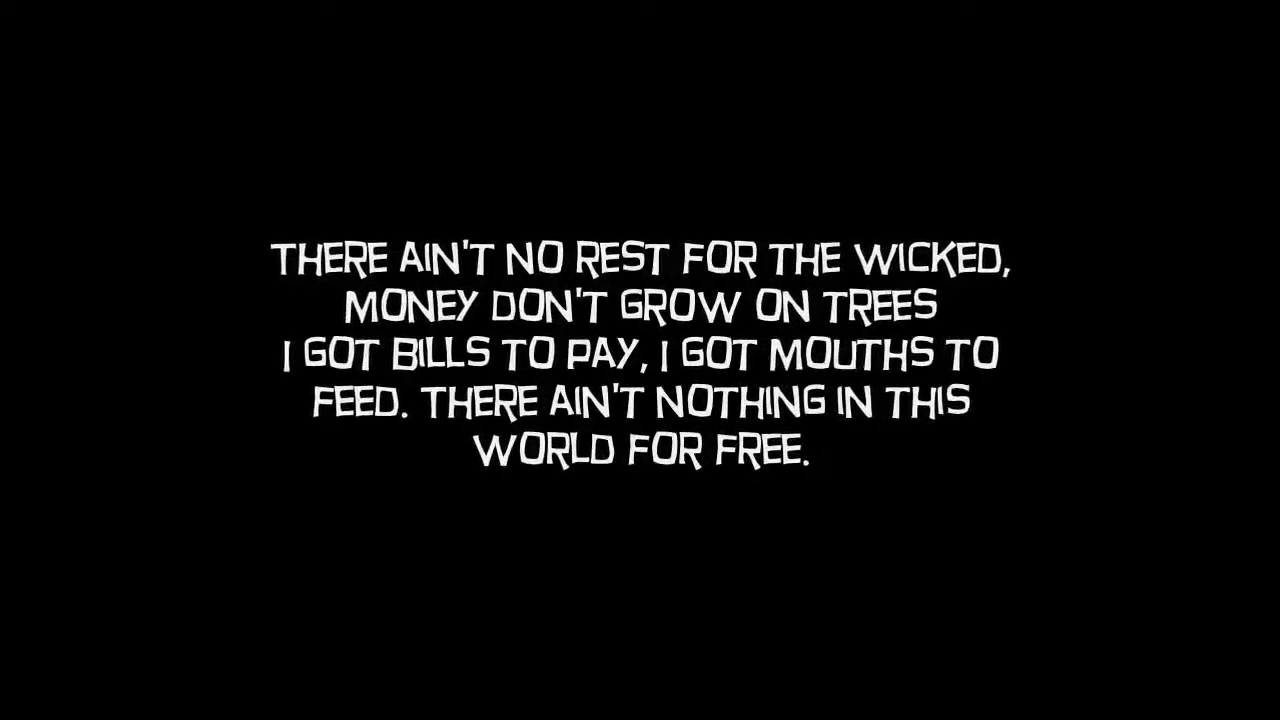 THERE AIN'T NO REST FOR THE WICKED,
MONEY DON'T GROW ON TREES
I GOT BILLS TO PAY, I GOT MOUTHS TO
FEED. THERE AIN'T NOTHING IN THIS
WORLD FOR FREE.